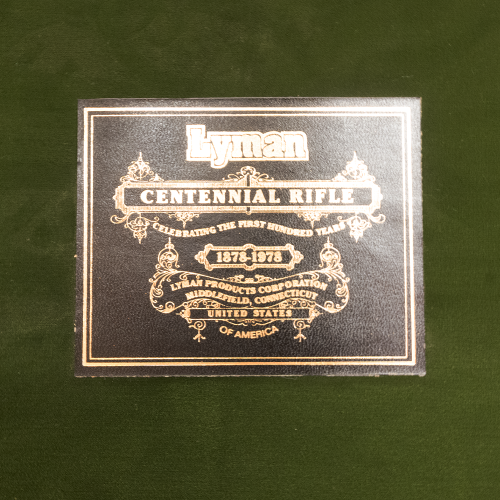 Lyman
CENTENNIAL RIFLE
CELEBRATING THE FIRST HUNDRED YEARS
1878-1978
LYMAN PRODUCTS CORPORATION
MIDDLEFIELD, CONNECTICUT
UNITED STATES
OF AMERICA